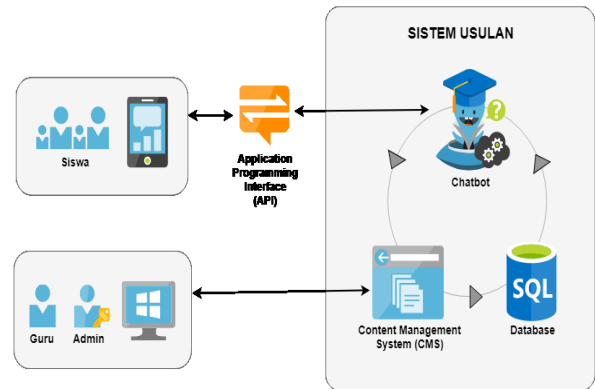 SISTEM USULAN
Siswa
Application
Programming
Interface
(API)
?
Chatbot
Guru
Admin
Content Management
System (CMS)
SQL
Database